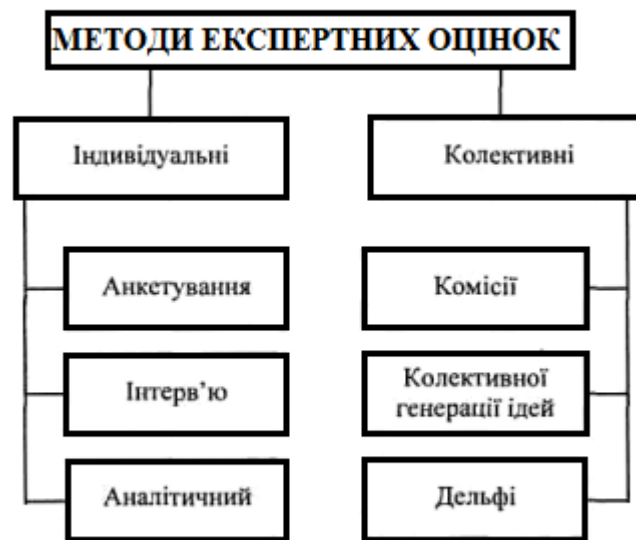 МЕТОДИ ЕКСПЕРТНИХ ОЦІНОК
Індивідуальні
Колективні
Анкетування
Комісії
Інтерв’ю
Колективної
генерації ідей
Аналітичний
Дельфі